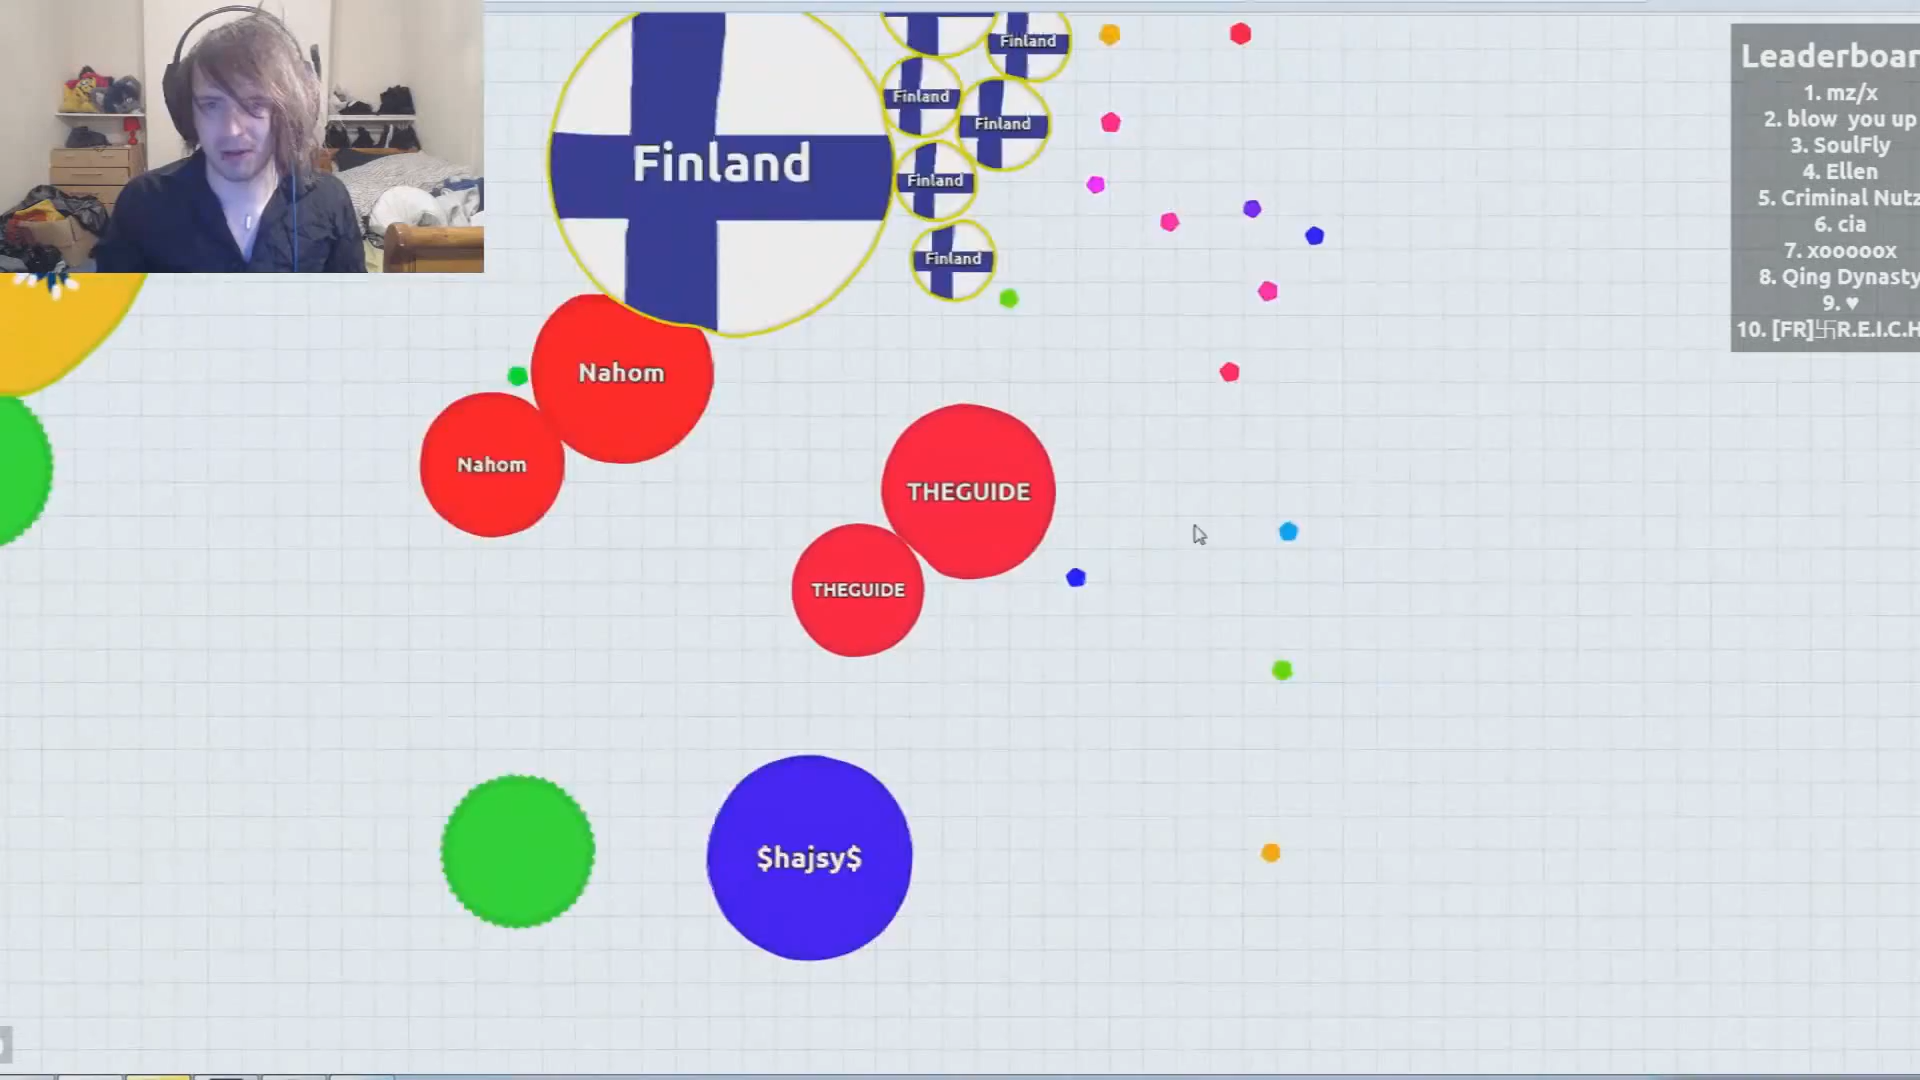 Finland
Finland
Finland
Finland
Finland
Finland
Nahom
Nahom
THEGUIDE
THEGUIDE
$hajsy$
Leaderboar
1. mz/x
2. blow you up
3. SoulFly
4. Ellen
5. Criminal Nutz
6. cia
7. xooooox
8. Qing Dynasty
9. ♥
10. [FR]卐R.E.I.C.H